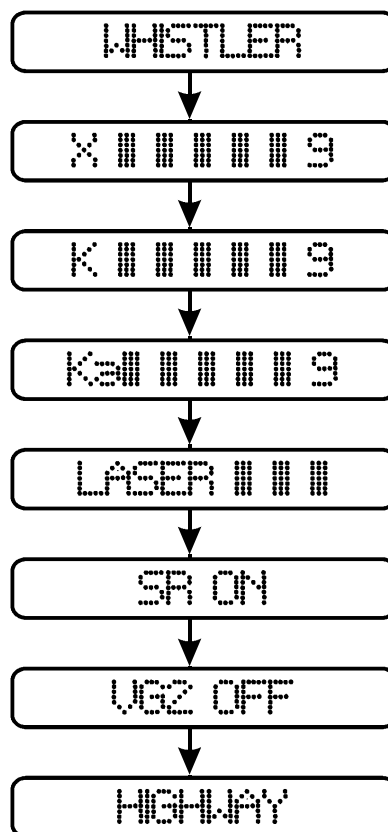 WHISTLER
X 9
K 9
Ka 9
LASER
SR ON
VG2 OFF
HIGHWAY